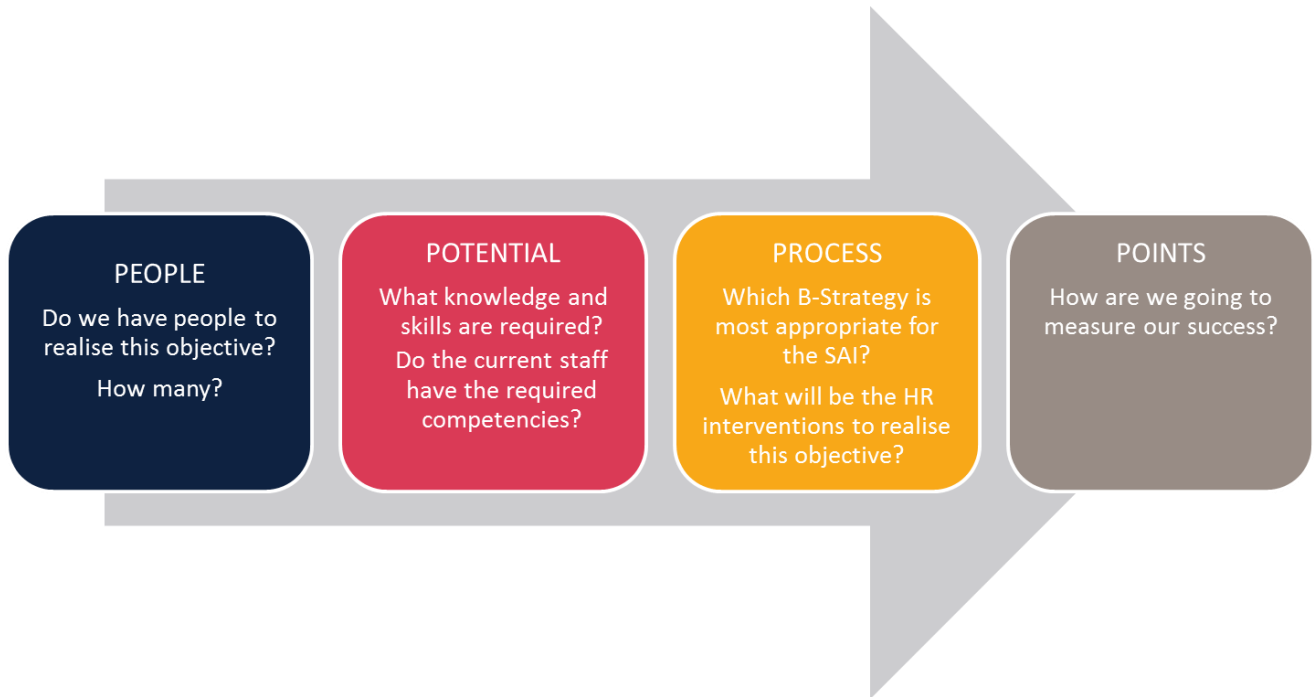 PEOPLE
Do we have people to
realise this objective?
How many?
POTENTIAL
What knowledge and
skills are required?
Do the current staff
have the required
competencies?
PROCESS
Which B-Strategy is
most appropriate for
the SAI?
What will be the HR
interventions to realise
this objective?
POINTS
How are we going to
measure our success?